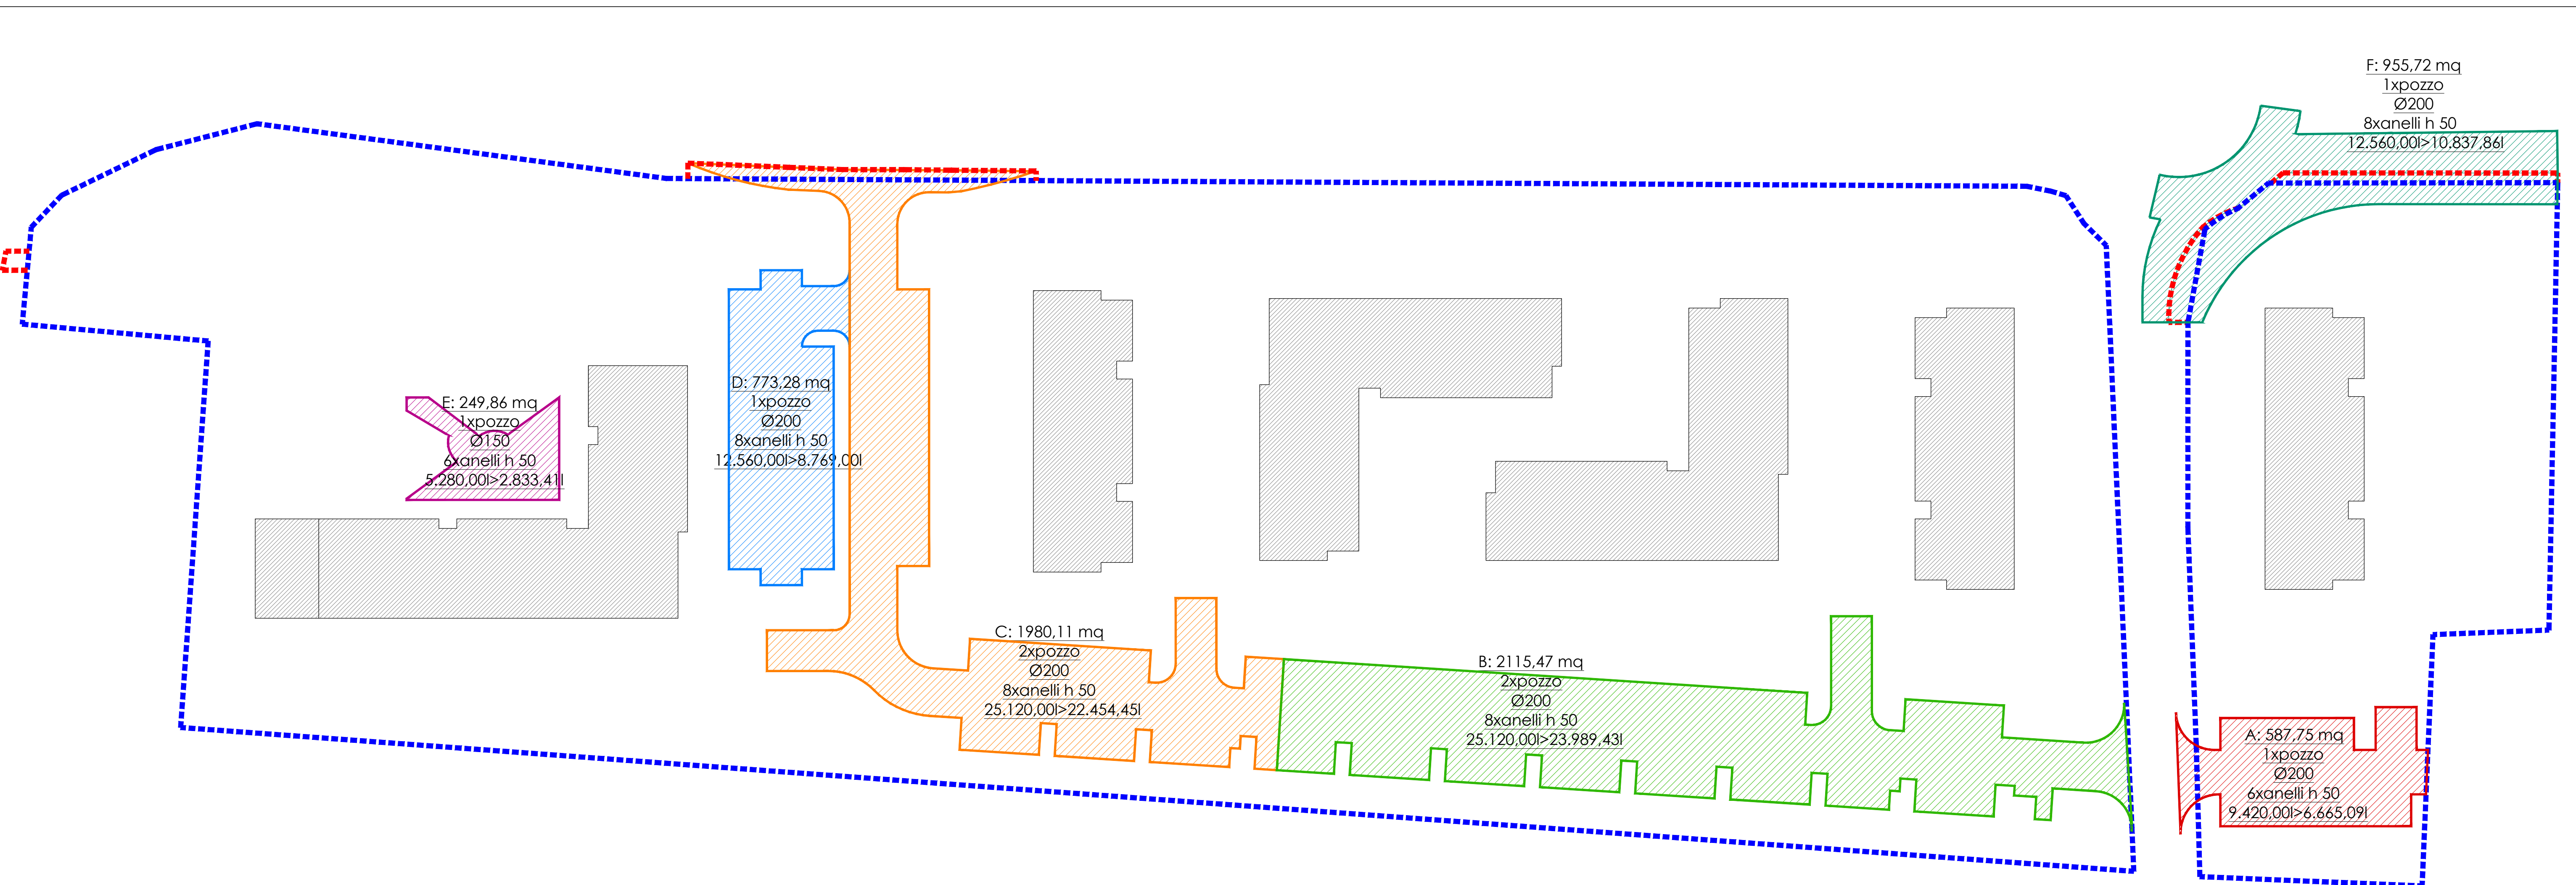 F: 955,72 mq
1xpozzo
Ø200
8xanelli h 50
12.560,00l>10.837,86l
D: 773,28 mq
1xpozzo
Ø200
8xanelli h 50
12.560,00l>8.769,00l
E: 249,86 mq
1xpozzo
Ø150
6xanelli h 50
5.280,00l>2.833,41l
C: 1980,11 mq
2xpozzo
Ø200
8xanelli h 50
25.120,00l>22.454,45l
B: 2115,47 mq
2xpozzo
Ø200
8xanelli h 50
25.120,00l>23.989,43l
A: 587,75 mq
1xpozzo
Ø200
6xanelli h 50
9.420,00l>6.665,09l